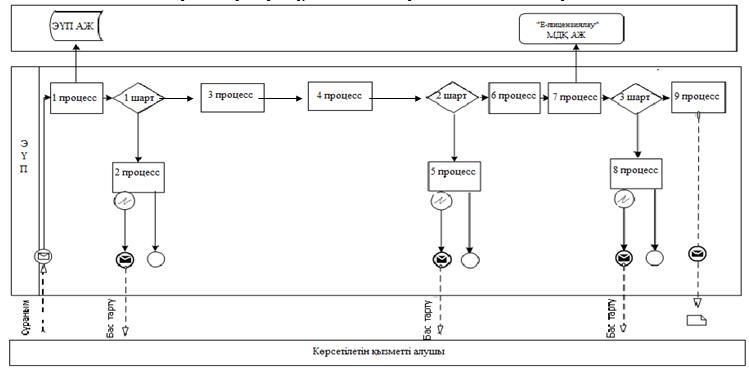 ЭҮП АЖ
"Е-лицензиялау"
МДҚ АЖ
Э
Ү
П
1 процесс
1 шарт
3 процесс
4 процесс
2 шарт
6 процесс
7 процесс
3 шарт
9 процесс
2 процесс
5 процесс
8 процесс
Сұраным
Бас тарту
Бас тарту
Бас тарту
Көрсетілетін қызметті алушы